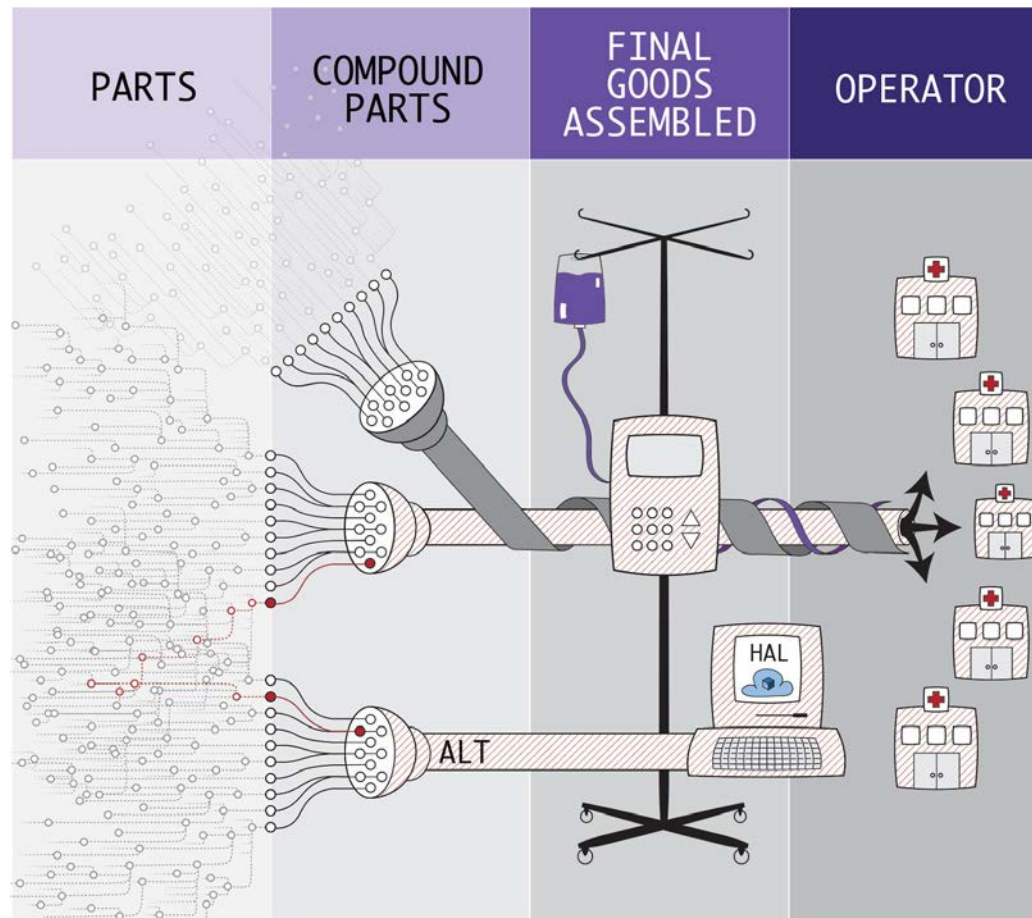 PARTS
COMPOUND
PARTS
FINAL
GOODS
ASSEMBLED
OPERATOR
HAL
ALT